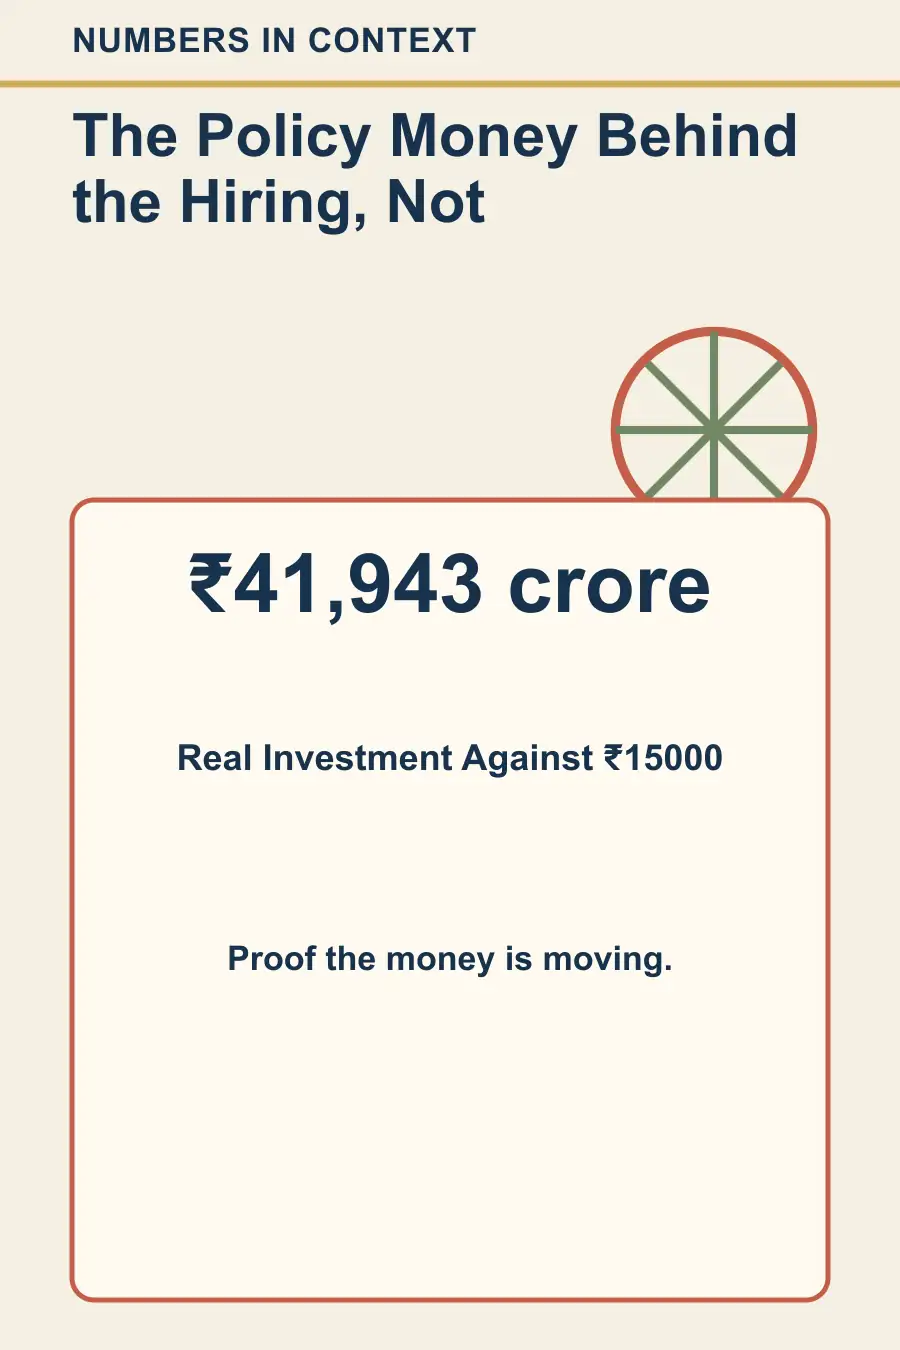 NUMBERS IN CONTEXT
The Policy Money Behind
the Hiring, Not
₹41,943 crore
Real Investment Against ₹15000
Proof the money is moving.